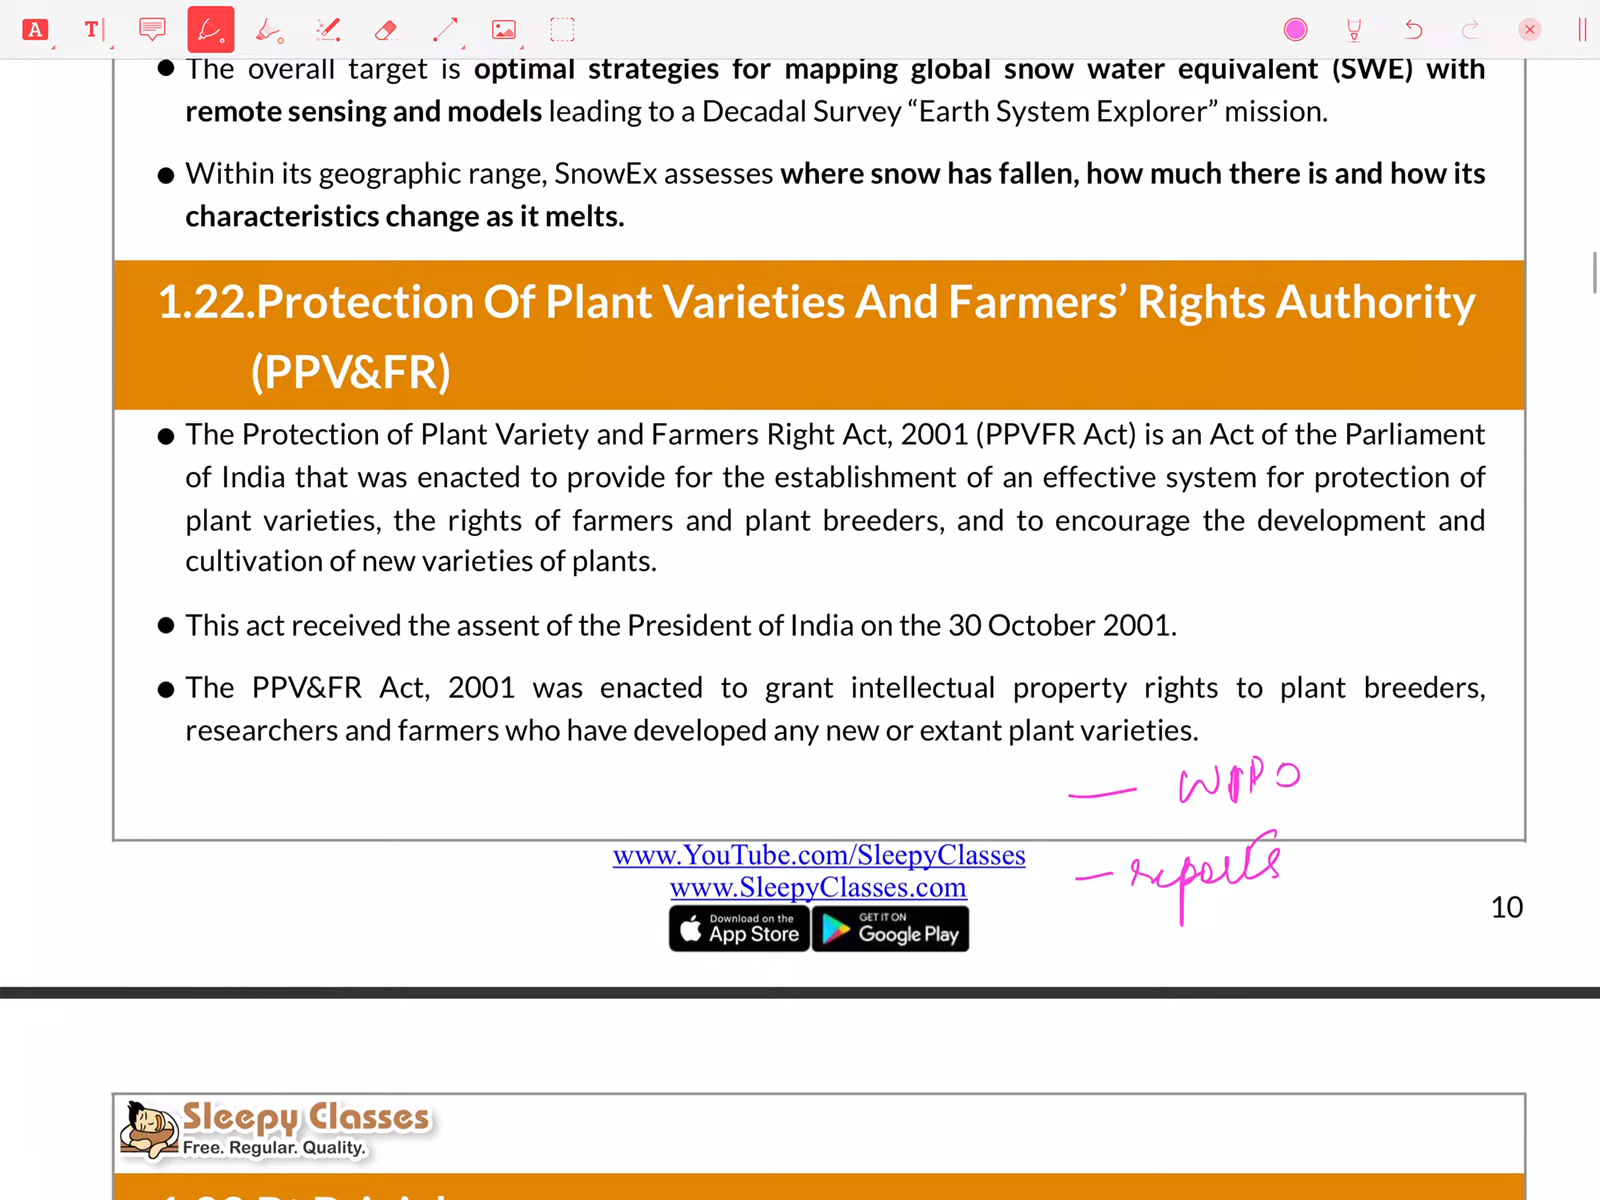 A T
● The overall target is optimal strategies for mapping global snow water equivalent (SWE) with
remote sensing and models leading to a Decadal Survey “Earth System Explorer” mission.
● Within its geographic range, SnowEx assesses where snow has fallen, how much there is and how its
characteristics change as it melts.
1.22.Protection Of Plant Varieties And Farmers’ Rights Authority
(PPV&FR)
● The Protection of Plant Variety and Farmers Right Act, 2001 (PPVFR Act) is an Act of the Parliament
of India that was enacted to provide for the establishment of an effective system for protection of
plant varieties, the rights of farmers and plant breeders, and to encourage the development and
cultivation of new varieties of plants.
● This act received the assent of the President of India on the 30 October 2001.
● The PPV&FR Act, 2001 was enacted to grant intellectual property rights to plant breeders,
researchers and farmers who have developed any new or extant plant varieties.
— WIPO
— reports
www.YouTube.com/SleepyClasses
www.SleepyClasses.com
Download on the App Store
GET IT ON Google Play
10
Sleepy Classes
Free. Regular. Quality.